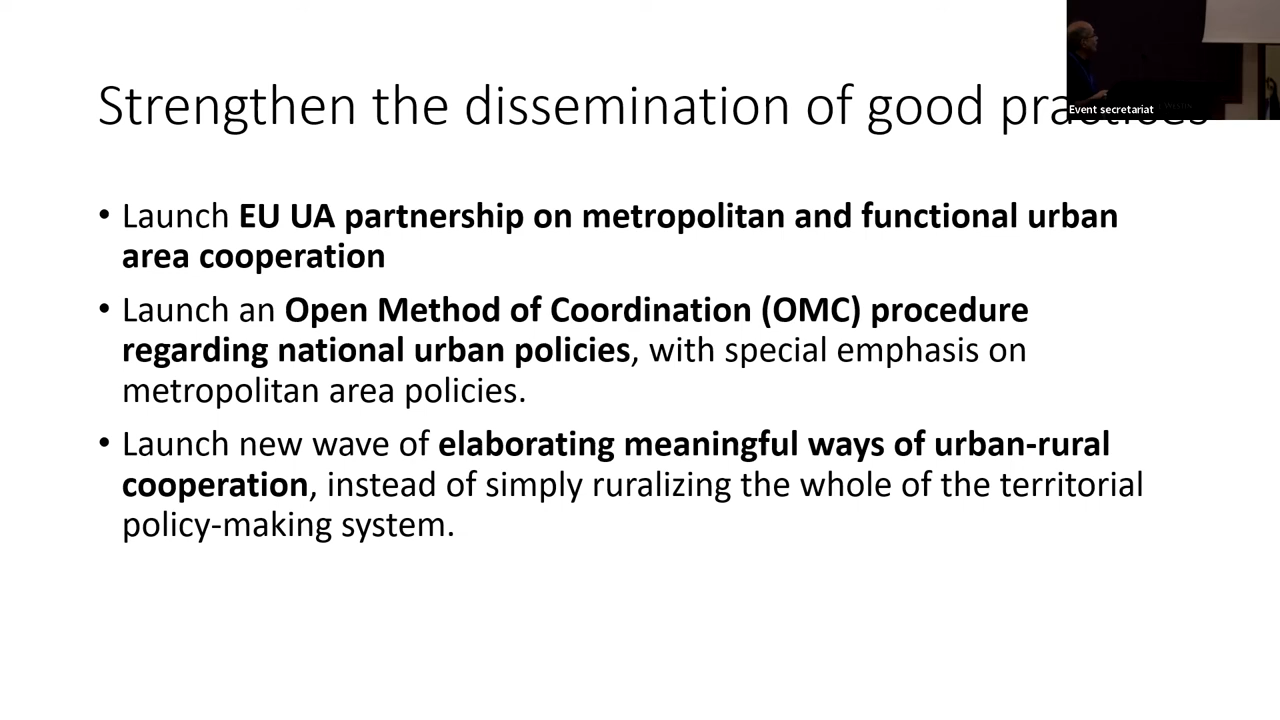 Strengthen the dissemination of good practices
Event secretariat
• Launch EU UA partnership on metropolitan and functional urban
area cooperation
• Launch an Open Method of Coordination (OMC) procedure
regarding national urban policies, with special emphasis on
metropolitan area policies.
• Launch new wave of elaborating meaningful ways of urban-rural
cooperation, instead of simply ruralizing the whole of the territorial
policy-making system.